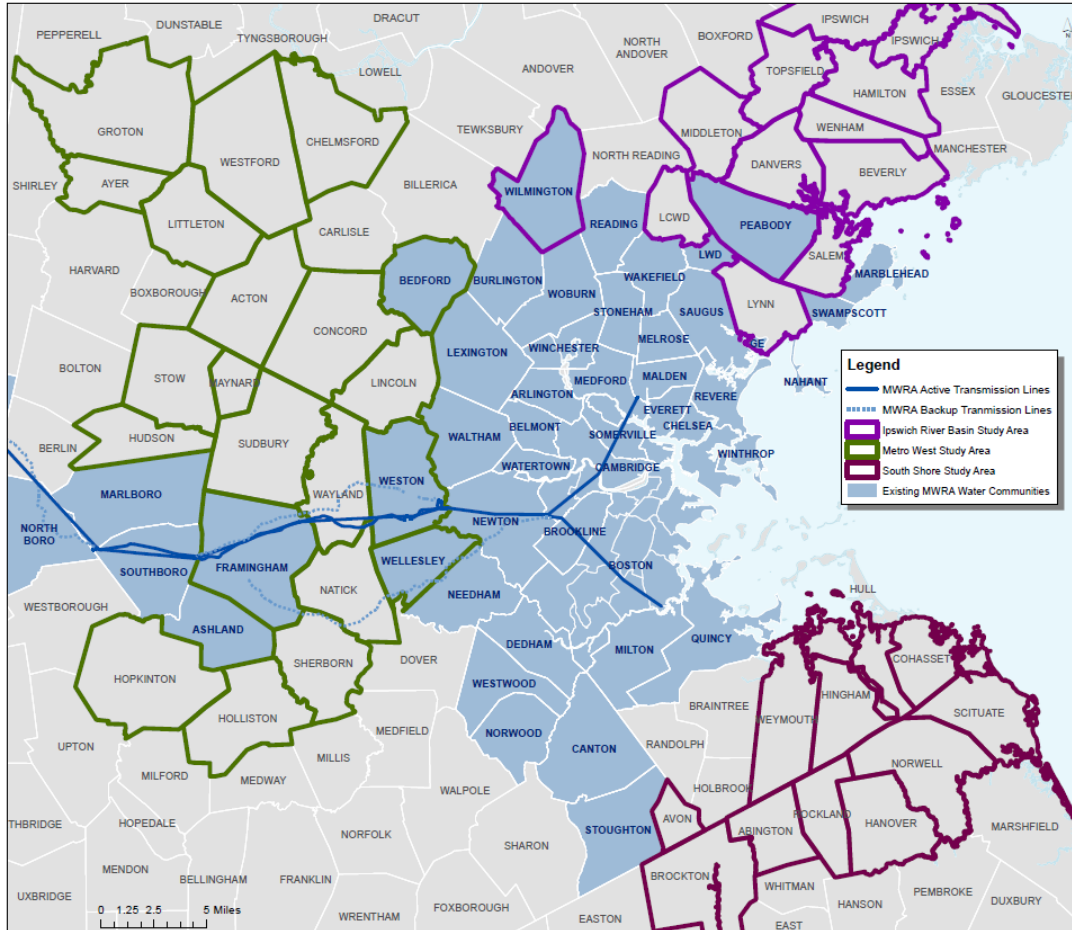 PEPPERELL
DUNSTABLE
TYNGSBOROUGH
DRACUT
LOWELL
NORTH
ANDOVER
ANDOVER
BOXFORD
IPSWICH
IPSWICH
TOPSFIELD
HAMILTON
ESSEX
GLOUCESTER
N
GROTON
WESTFORD
CHELMSFORD
TEWKSBURY
MIDDLETON
WENHAM
MANCHESTER
NORTH READING
DANVERS
BEVERLY
SHIRLEY
AYER
LITTLETON
BILLERICA
WILMINGTON
READING
LCWD
PEABODY
CARLISLE
SALEM
HARVARD
BOXBOROUGH
ACTON
BEDFORD
BURLINGTON
WOBURN
WAKEFIELD
LWD
MARBLEHEAD
CONCORD
STONEHAM
SAUGUS
LYNN
SWAMPSCOTT
BOLTON
STOW
MAYNARD
LINCOLN
LEXINGTON
WINCHESTER
MELROSE
GE
NAHANT
ARLINGTON
MEDFORD
MALDEN
REVERE
BERLIN
HUDSON
SUDBURY
WALTHAM
BELMONT
EVERETT
CHELSEA
SOMERVILLE
WINTHROP
WATERTOWN
CAMBRIDGE
MARLBORO
WAYLAND
WESTON
NORTH
BORO
NEWTON
BROOKLINE
SOUTHBORO
FRAMINGHAM
WELLESLEY
BOSTON
WESTBOROUGH
NATICK
NEEDHAM
HULL
ASHLAND
DEDHAM
MILTON
QUINCY
HOPKINTON
SHERBORN
DOVER
WESTWOOD
COHASSET
HINGHAM
HOLLISTON
BRAINTREE
WEYMOUTH
SCITUATE
UPTON
MEDFIELD
NORWOOD
CANTON
RANDOLPH
MILFORD
MEDWAY
MILLIS
NORWELL
HOLBROOK
WALPOLE
THBRIDGE
HOPEDALE
STOUGHTON
AVON
ROCKLAND
HANOVER
NORFOLK
SHARON
ABINGTON
MARSHFIELD
MENDON
BELLINGHAM
FRANKLIN
BROCKTON
WHITMAN
UXBRIDGE
WRENTHAM
FOXBOROUGH
EASTON
HANSON
PEMBROKE
DUXBURY
EAST
0 1.25 2.5 5 Miles
Legend
MWRA Active Transmission Lines
MWRA Backup Tranmission Lines
Ipswich River Basin Study Area
Metro West Study Area
South Shore Study Area
Existing MWRA Water Communities